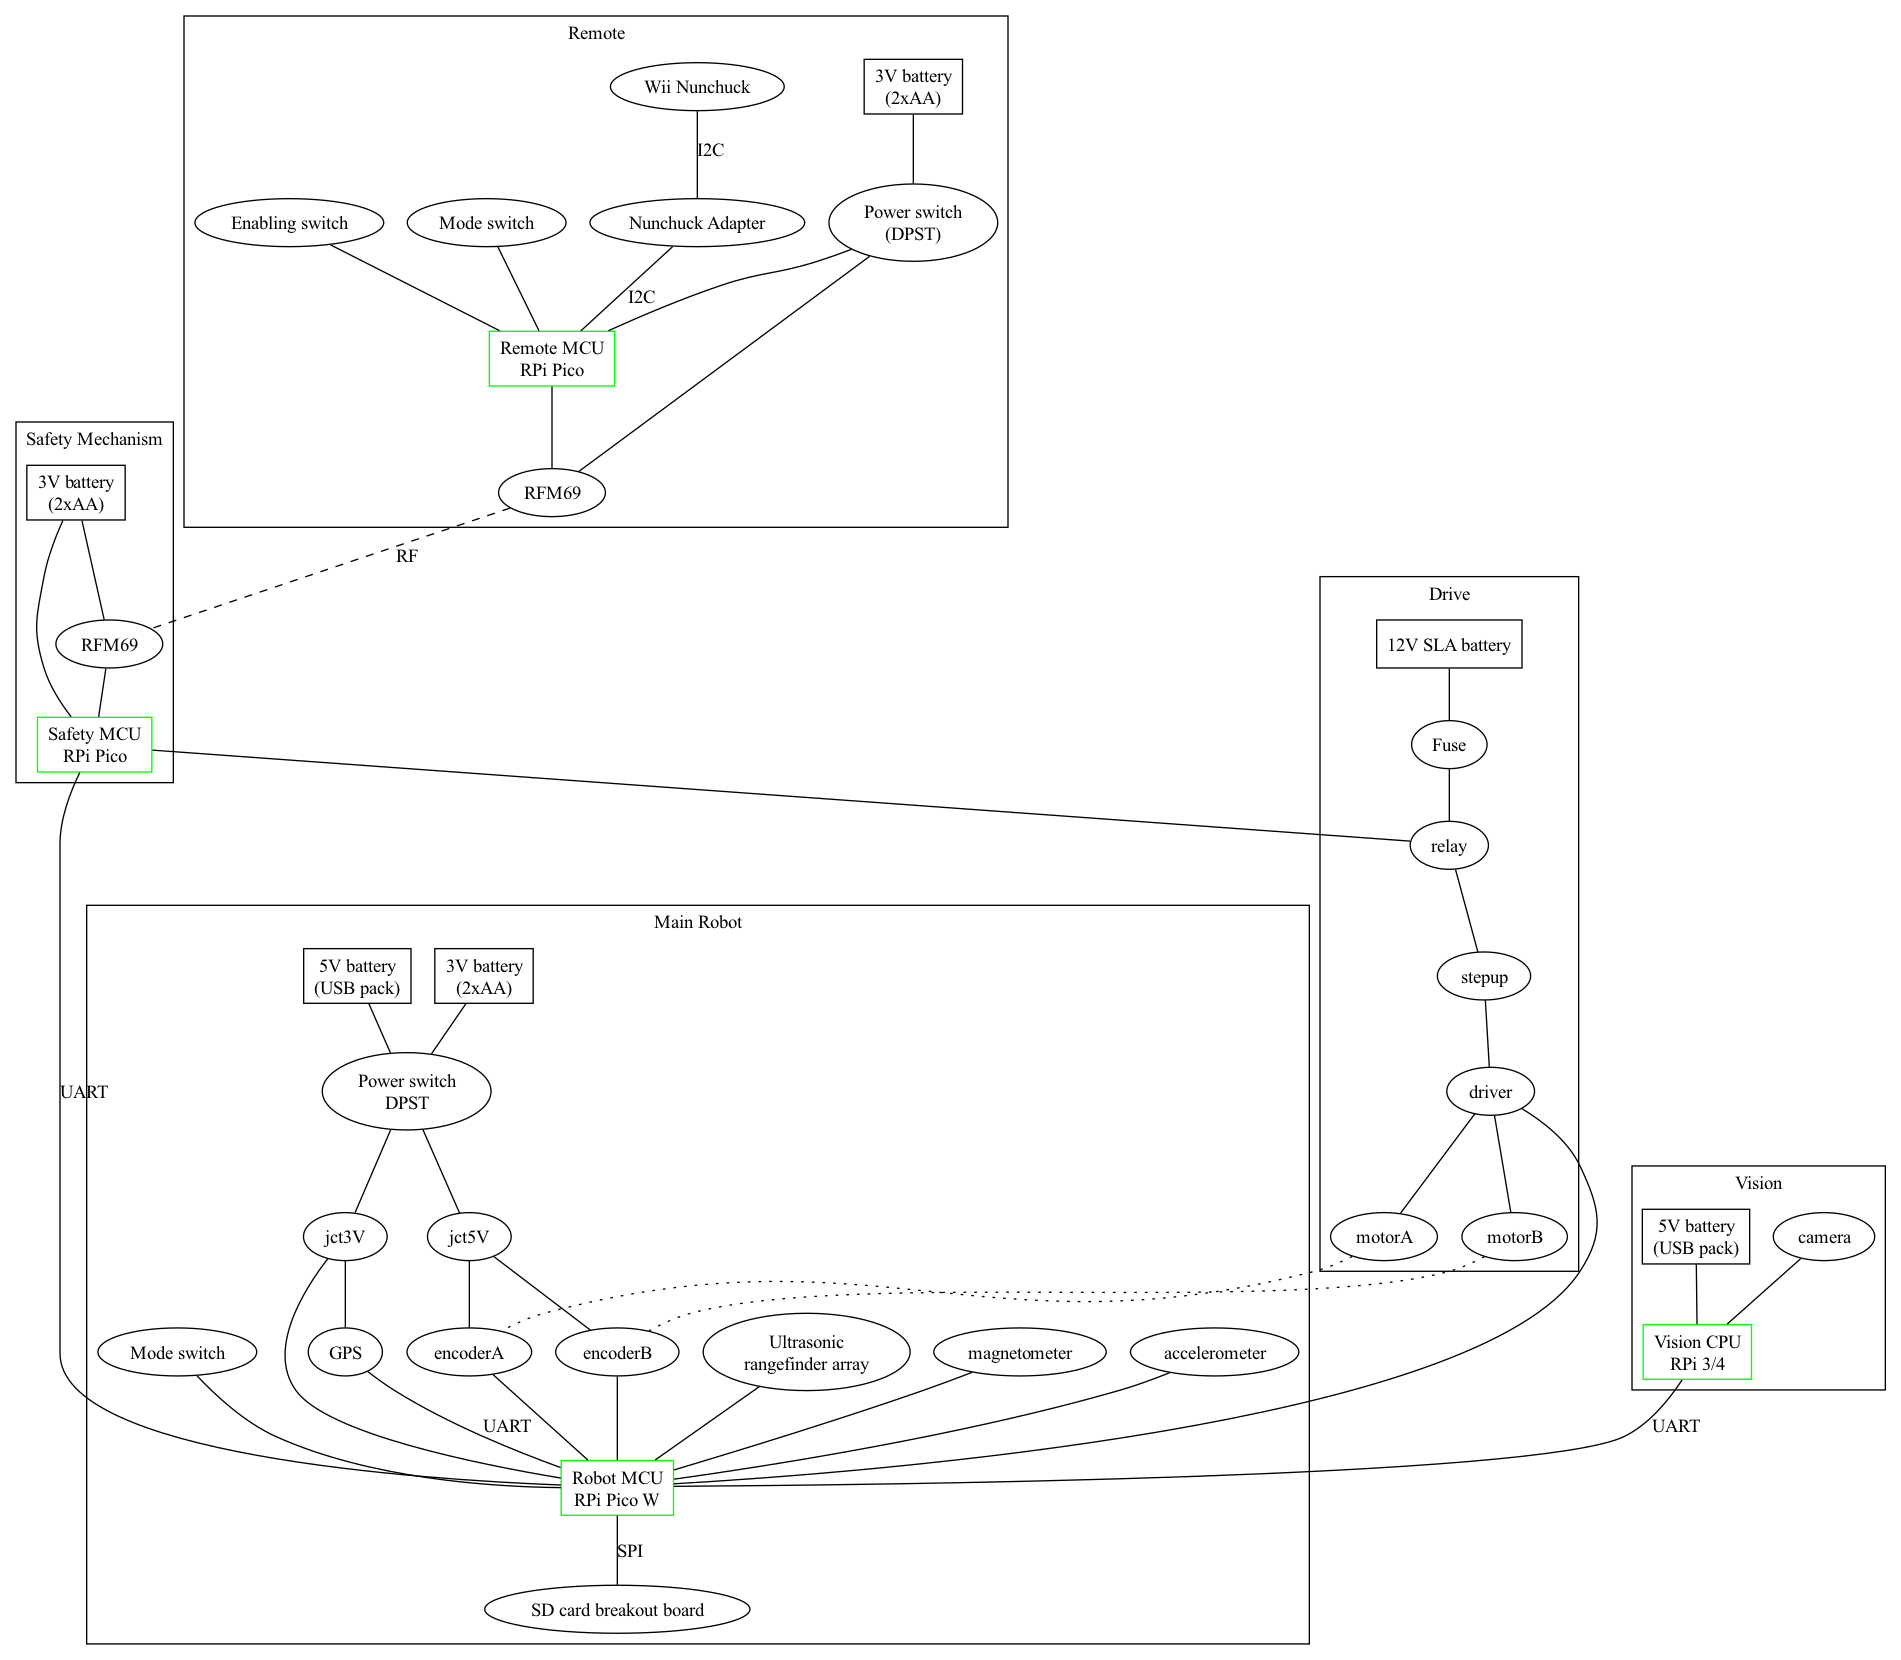 Remote
Wii Nunchuck
3V battery
(2xAA)
I2C
Enabling switch
Mode switch
Nunchuck Adapter
Power switch
(DPST)
I2C
Remote MCU
RPi Pico
RFM69
RF
Safety Mechanism
3V battery
(2xAA)
RFM69
Safety MCU
RPi Pico
Drive
12V SLA battery
Fuse
relay
stepup
driver
motorA
motorB
UART
Main Robot
5V battery
(USB pack)
3V battery
(2xAA)
Power switch
DPST
jct3V
jct5V
Mode switch
GPS
encoderA
encoderB
Ultrasonic
rangefinder array
magnetometer
accelerometer
UART
Robot MCU
RPi Pico W
SPI
SD card breakout board
Vision
5V battery
(USB pack)
camera
Vision CPU
RPi 3/4
UART